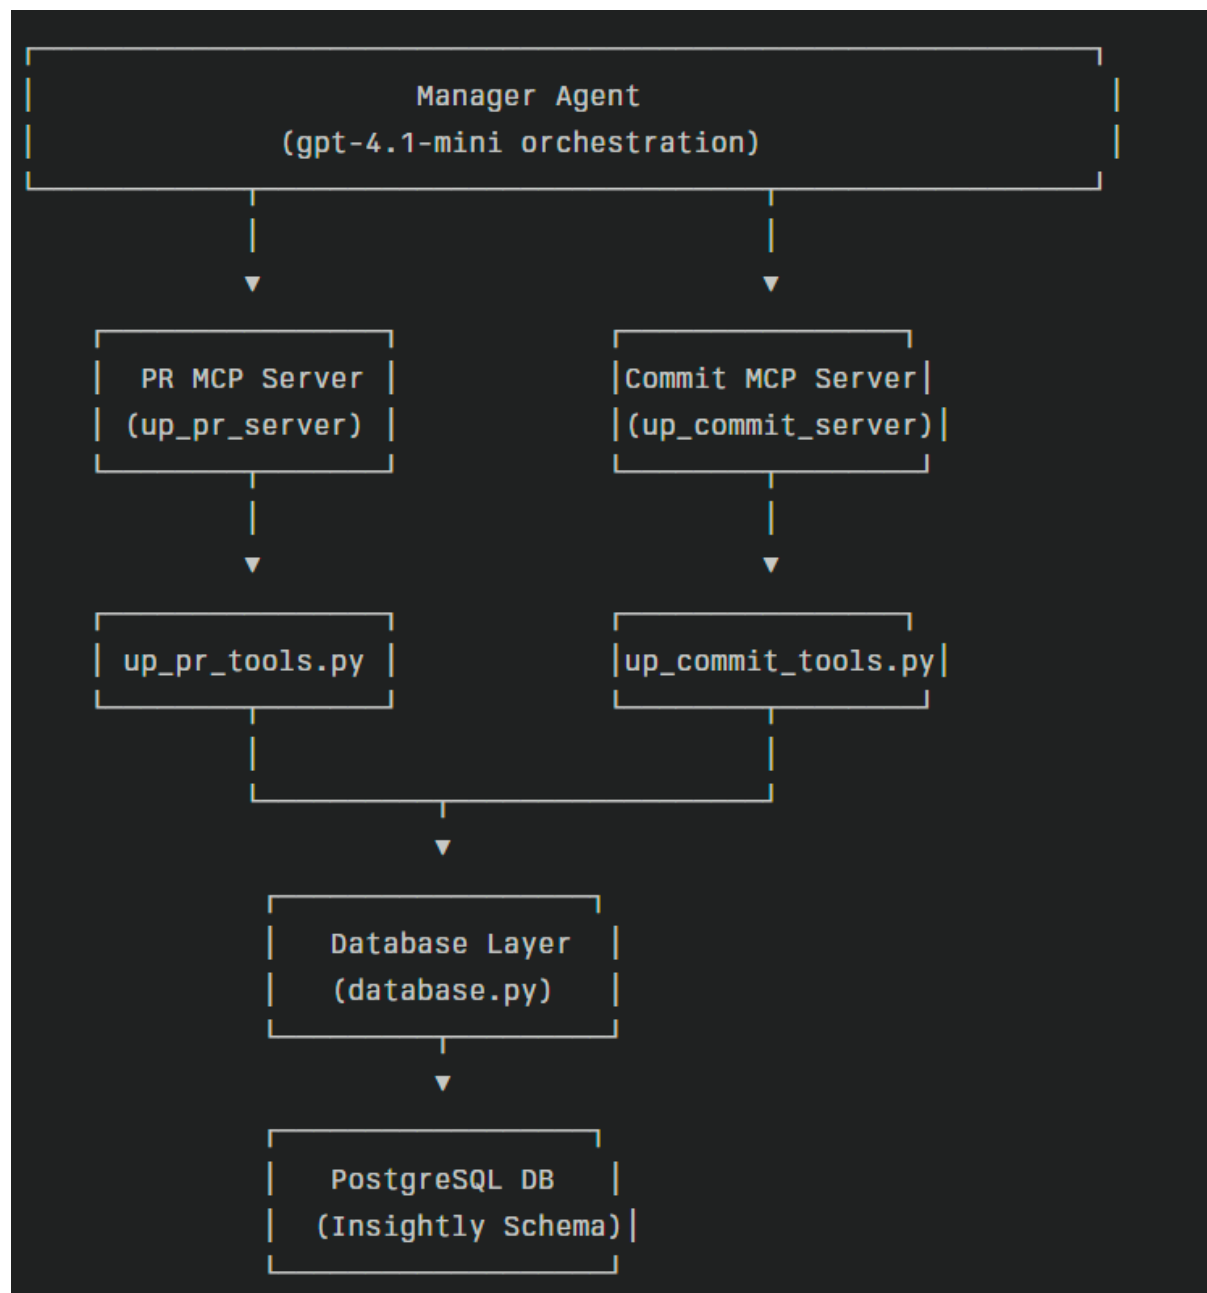 Manager Agent
(gpt-4.1-mini orchestration)
PR MCP Server
(up_pr_server)
Commit MCP Server
(up_commit_server)
up_pr_tools.py
up_commit_tools.py
Database Layer
(database.py)
PostgreSQL DB
(Insightly Schema)